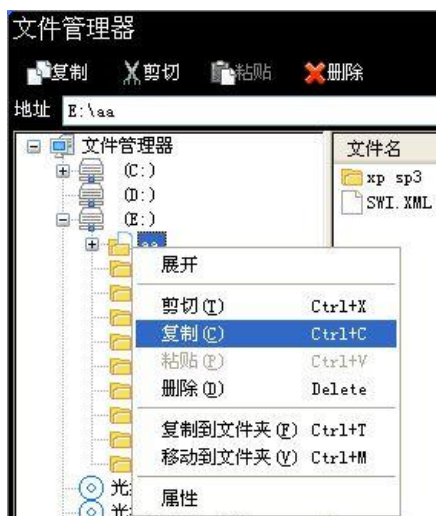 文件管理器
复制 剪切 粘贴 删除
地址 E:\aa
文件管理器
(C:)
(D:)
(E:)
aa
文件名
xp sp3
SWI.XML
展开
剪切(T) Ctrl+X
复制(C) Ctrl+C
粘贴(P) Ctrl+V
删除(D) Delete
复制到文件夹(F) Ctrl+T
移动到文件夹(V) Ctrl+M
属性
光
光